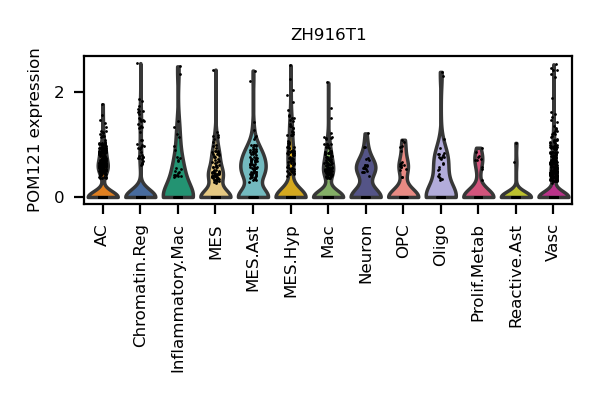 ZH916T1
POM121 expression
2
0
AC
Chromatin.Reg
Inflammatory.Mac
MES
MES.Ast
MES.Hyp
Mac
Neuron
OPC
Oligo
Prolif.Metab
Reactive.Ast
Vasc